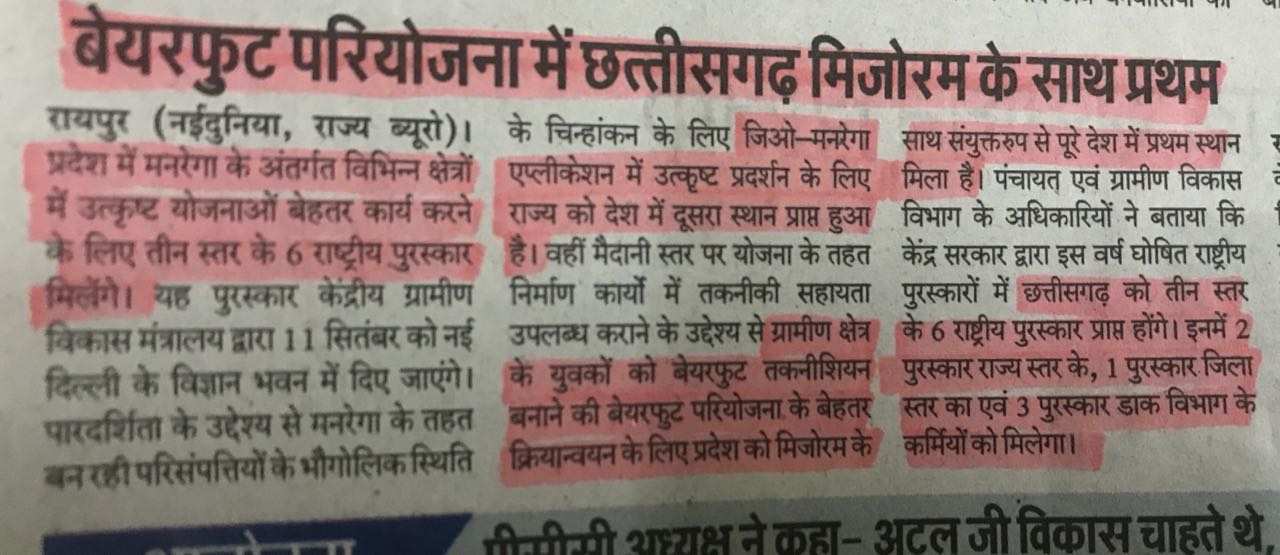 बेयरफुट परियोजना में छत्तीसगढ़ मिजोरम के साथ प्रथम
रायपुर (नईदुनिया, राज्य ब्यूरो)।
प्रदेश में मनरेगा के अंतर्गत विभिन्न क्षेत्रों
में उत्कृष्ट योजनाओं बेहतर कार्य करने
के लिए तीन स्तर के 6 राष्ट्रीय पुरस्कार
मिलेंगे। यह पुरस्कार केंद्रीय ग्रामीण
विकास मंत्रालय द्वारा 11 सितंबर को नई
दिल्ली के विज्ञान भवन में दिए जाएंगे।
पारदर्शिता के उद्देश्य से मनरेगा के तहत
बन रही परिसंपत्तियों के भौगोलिक स्थिति
के चिन्हांकन के लिए जिओ–मनरेगा
एप्लीकेशन में उत्कृष्ट प्रदर्शन के लिए
राज्य को देश में दूसरा स्थान प्राप्त हुआ
है। वहीं मैदानी स्तर पर योजना के तहत
निर्माण कार्यो में तकनीकी सहायता
उपलब्ध कराने के उद्देश्य से ग्रामीण क्षेत्र
के युवकों को बेयरफुट तकनीशियन
बनाने की बेयरफुट परियोजना के बेहतर
क्रियान्वयन के लिए प्रदेश को मिजोरम के
साथ संयुक्तरुप से पूरे देश में प्रथम स्थान
मिला है। पंचायत एवं ग्रामीण विकास
विभाग के अधिकारियों ने बताया कि
केंद्र सरकार द्वारा इस वर्ष घोषित राष्ट्रीय
पुरस्कारों में छत्तीसगढ़ को तीन स्तर
के 6 राष्ट्रीय पुरस्कार प्राप्त होंगे। इनमें 2
पुरस्कार राज्य स्तर के, 1 पुरस्कार जिला
स्तर का एवं 3 पुरस्कार डाक विभाग के
कर्मियों को मिलेगा।
अध्यक्ष ने कहा– अटल जी विकास चाहते थे,